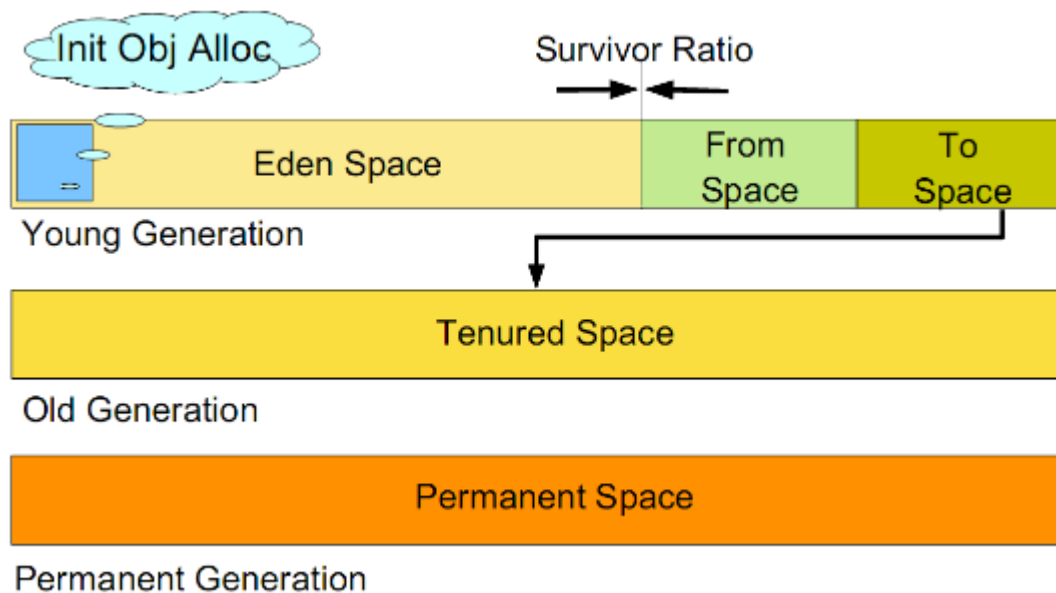 Init Obj Alloc
Survivor Ratio
Eden Space
From
Space
To
Space
Young Generation
Tenured Space
Old Generation
Permanent Space
Permanent Generation